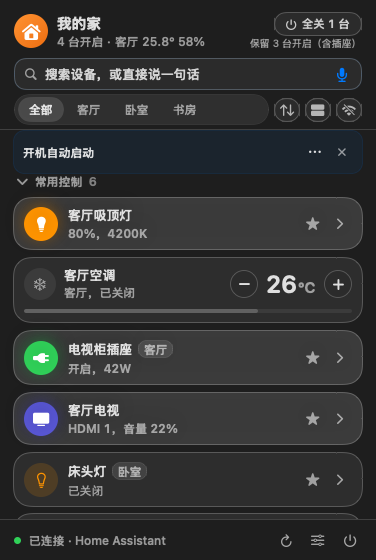 我的家
4 台开启 · 客厅 25.8° 58%
全关 1 台
保留 3 台开启（含插座）
搜索设备，或直接说一句话
全部
客厅
卧室
书房
开机自动启动
常用控制 6
客厅吸顶灯
80%，4200K
客厅空调
客厅，已关闭
26°C
电视柜插座 客厅
开启，42W
客厅电视
HDMI 1，音量 22%
床头灯 卧室
已关闭
已连接 · Home Assistant